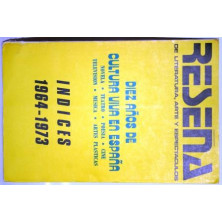 RESEÑA
DE LITERATURA, ARTE Y ESPECTACULOS
DIEZ AÑOS DE
CULTURA VIVA EN ESPAÑA
NOVELA • TEATRO • POESIA • CINE
TELEVISION • MUSICA • ARTES PLASTICAS
INDICES
1964-1973